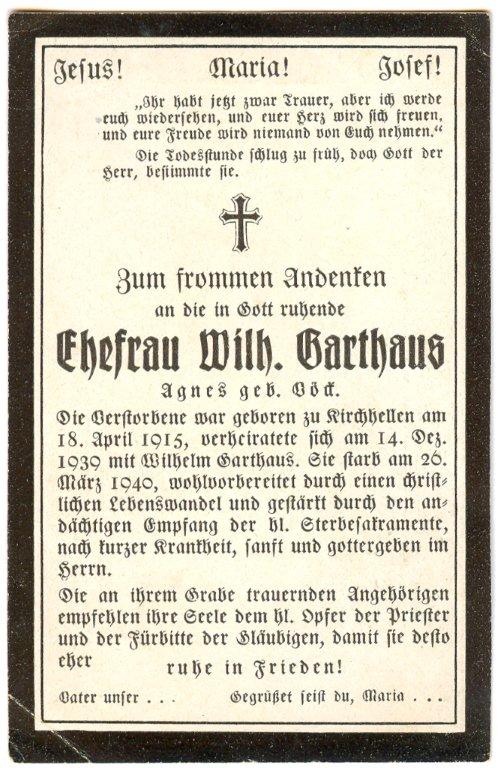 Jesus! Maria! Josef!
„Ihr habt jetzt zwar Trauer, aber ich werde
euch wiedersehen, und euer Herz wird sich freuen,
und eure Freude wird niemand von Euch nehmen.“
Die Todesstunde schlug zu früh, doch Gott der
Herr, bestimmte sie.
Zum frommen Andenken
an die in Gott ruhende
Ehefrau Wilh. Garthaus
Agnes geb. Böck.
Die Verstorbene war geboren zu Kirchhellen am
18. April 1915, verheiratete sich am 14. Dez.
1939 mit Wilhelm Garthaus. Sie starb am 26.
März 1940, wohlvorbereitet durch einen christ-
lichen Lebenswandel und gestärkt durch den an-
dächtigen Empfang der hl. Sterbesakramente,
nach kurzer Krankheit, sanft und gottergeben im
Herrn.
Die an ihrem Grabe trauernden Angehörigen
empfehlen ihre Seele dem hl. Opfer der Priester
und der Fürbitte der Gläubigen, damit sie desto
eher ruhe in Frieden!
Vater unser . . . Gegrüßet seist du, Maria . . .